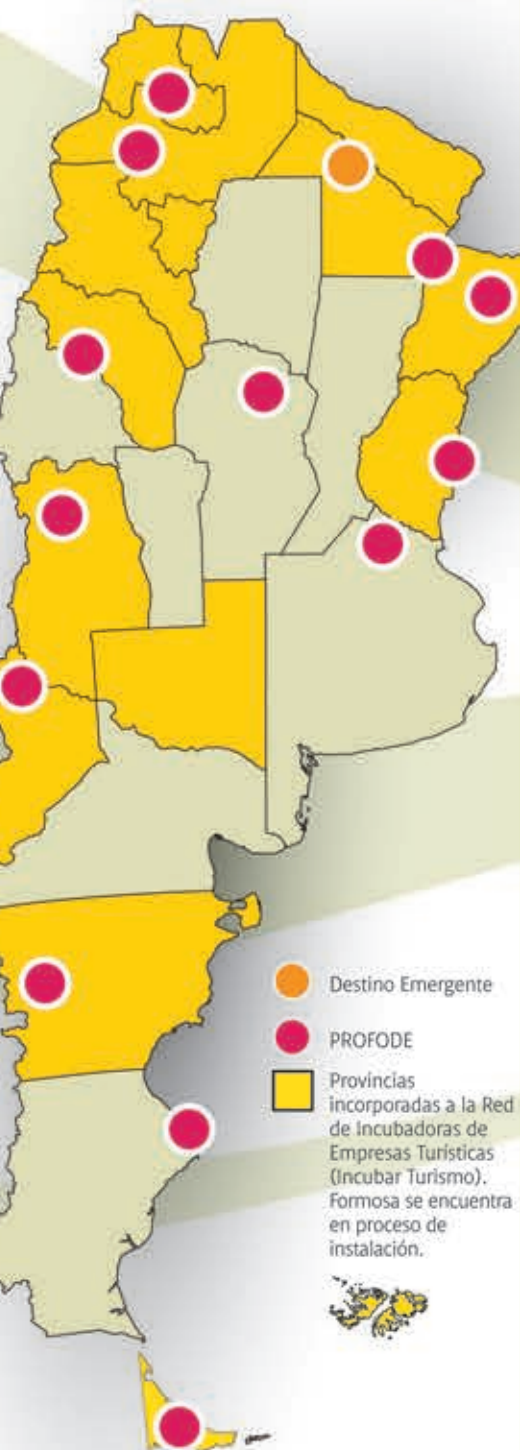 Destino Emergente
PROFODE
Provincias
incorporadas a la Red
de Incubadoras de
Empresas Turísticas
(Incubar Turismo).
Formosa se encuentra
en proceso de
instalación.